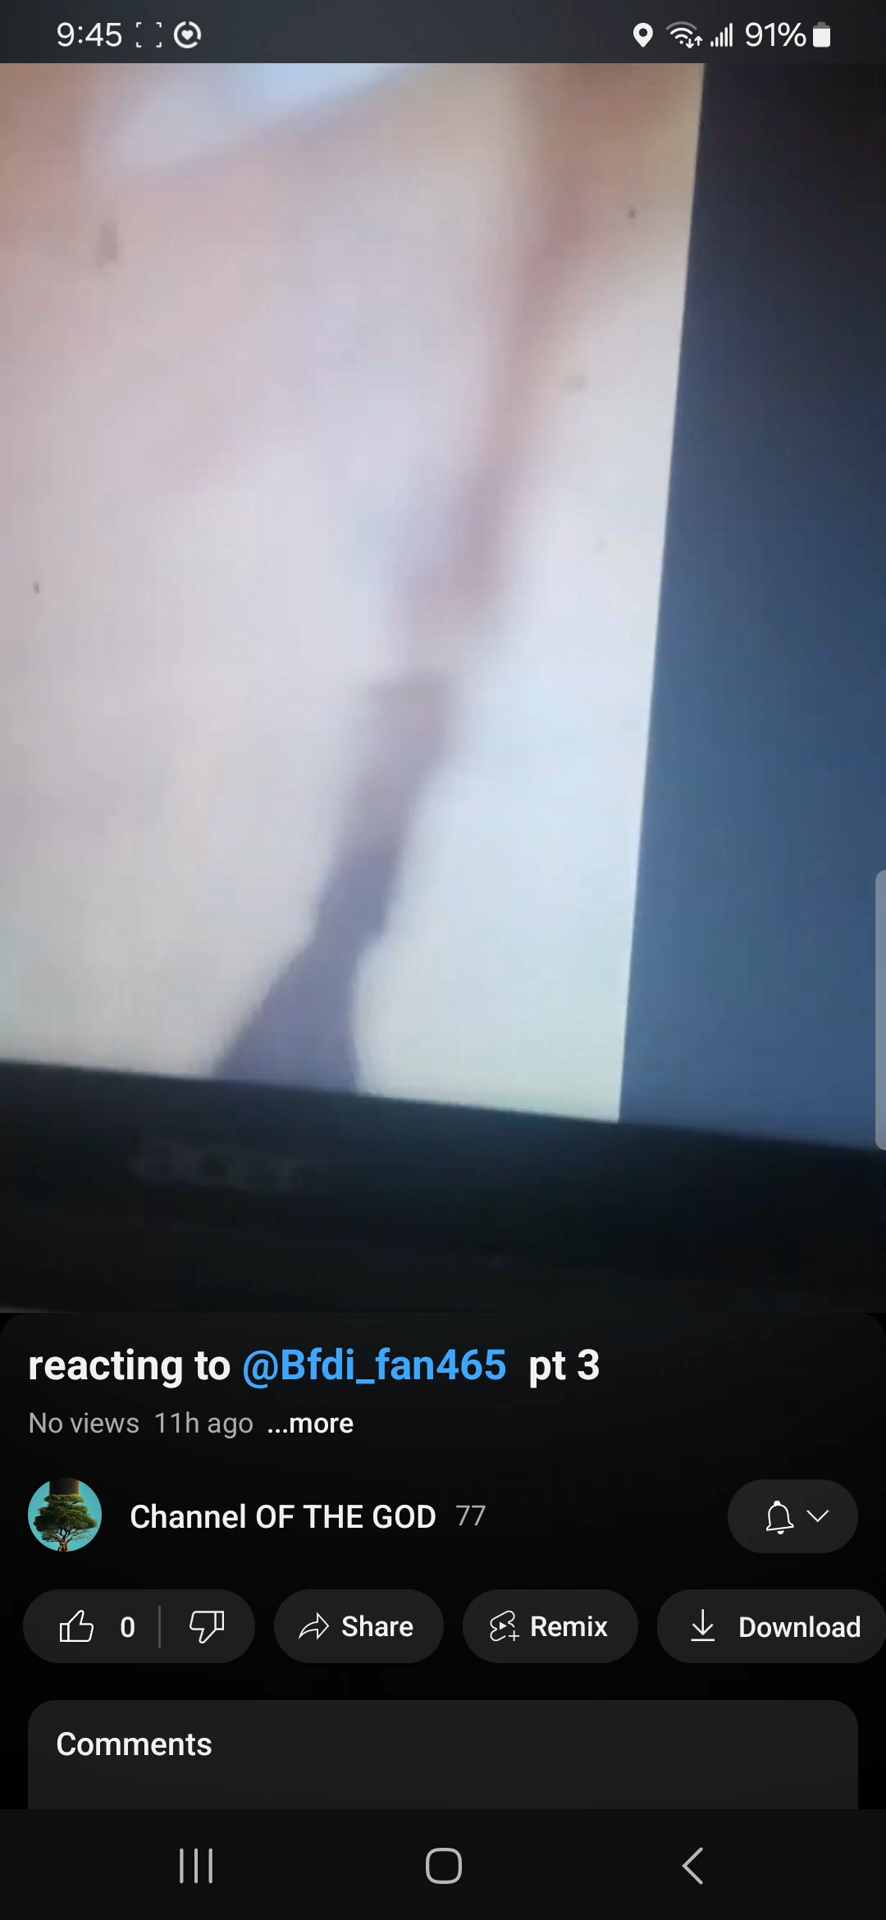 9:45 91%
acer
reacting to @Bfdi_fan465 pt 3
No views 11h ago ...more
Channel OF THE GOD 77
0 Share Remix Download
Comments